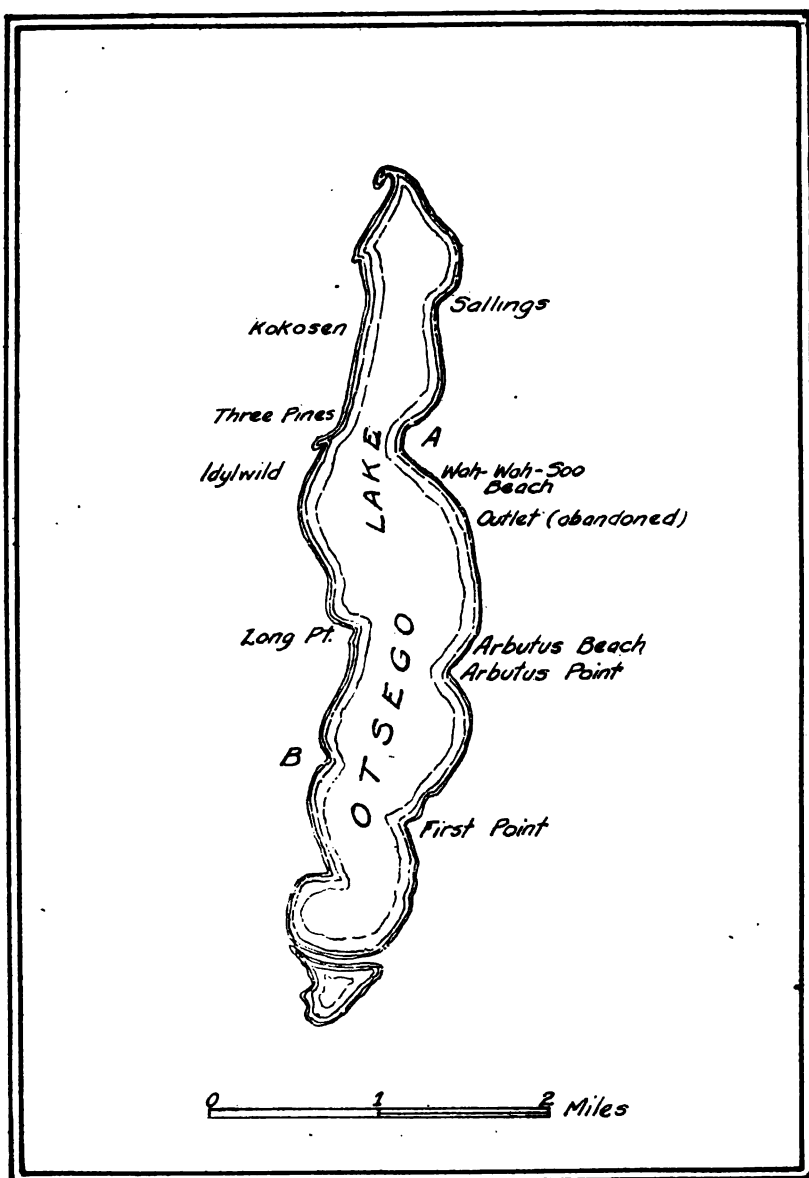 Sallings
Kokosen
Three Pines
A
Idylwild
Wah-Wah-Soo
Beach
Outlet (abandoned)
LAKE
Long Pt.
Arbutus Beach
Arbutus Point
OTSEGO
B
First Point
0 1 2 Miles